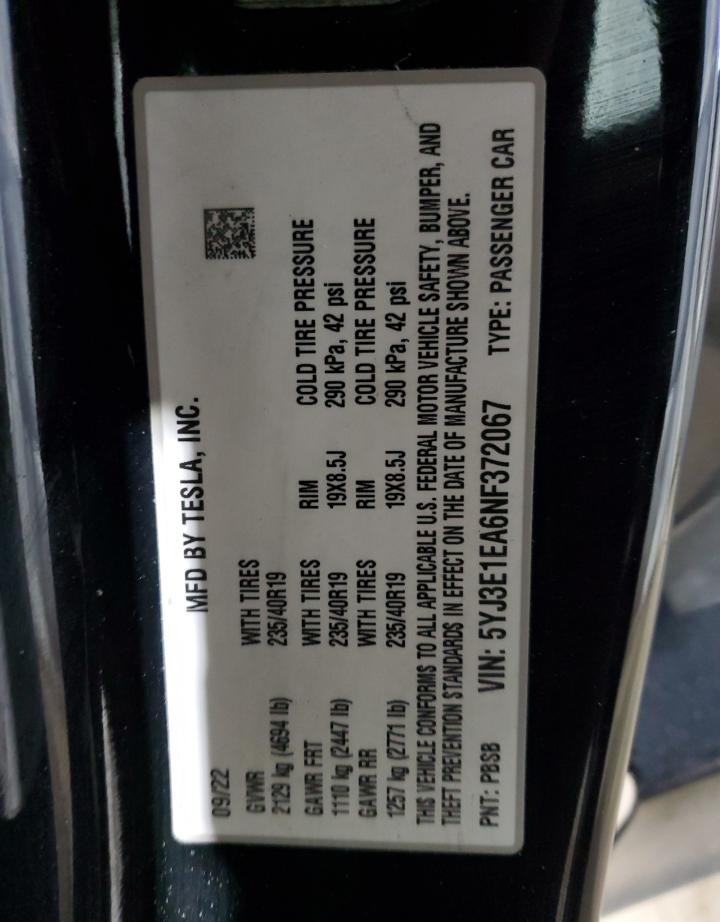 MFD BY TESLA, INC.
09/22
GVWR WITH TIRES
2129 kg (4694 lb) 235/40R19
GAWR FRT WITH TIRES RIM COLD TIRE PRESSURE
1110 kg (2447 lb) 235/40R19 19X8.5J 290 kPa, 42 psi
GAWR RR WITH TIRES RIM COLD TIRE PRESSURE
1257 kg (2771 lb) 235/40R19 19X8.5J 290 kPa, 42 psi
THIS VEHICLE CONFORMS TO ALL APPLICABLE U.S. FEDERAL MOTOR VEHICLE SAFETY, BUMPER, AND
THEFT PREVENTION STANDARDS IN EFFECT ON THE DATE OF MANUFACTURE SHOWN ABOVE.
PNT: PBSB VIN: 5YJ3E1EA6NF372067 TYPE: PASSENGER CAR